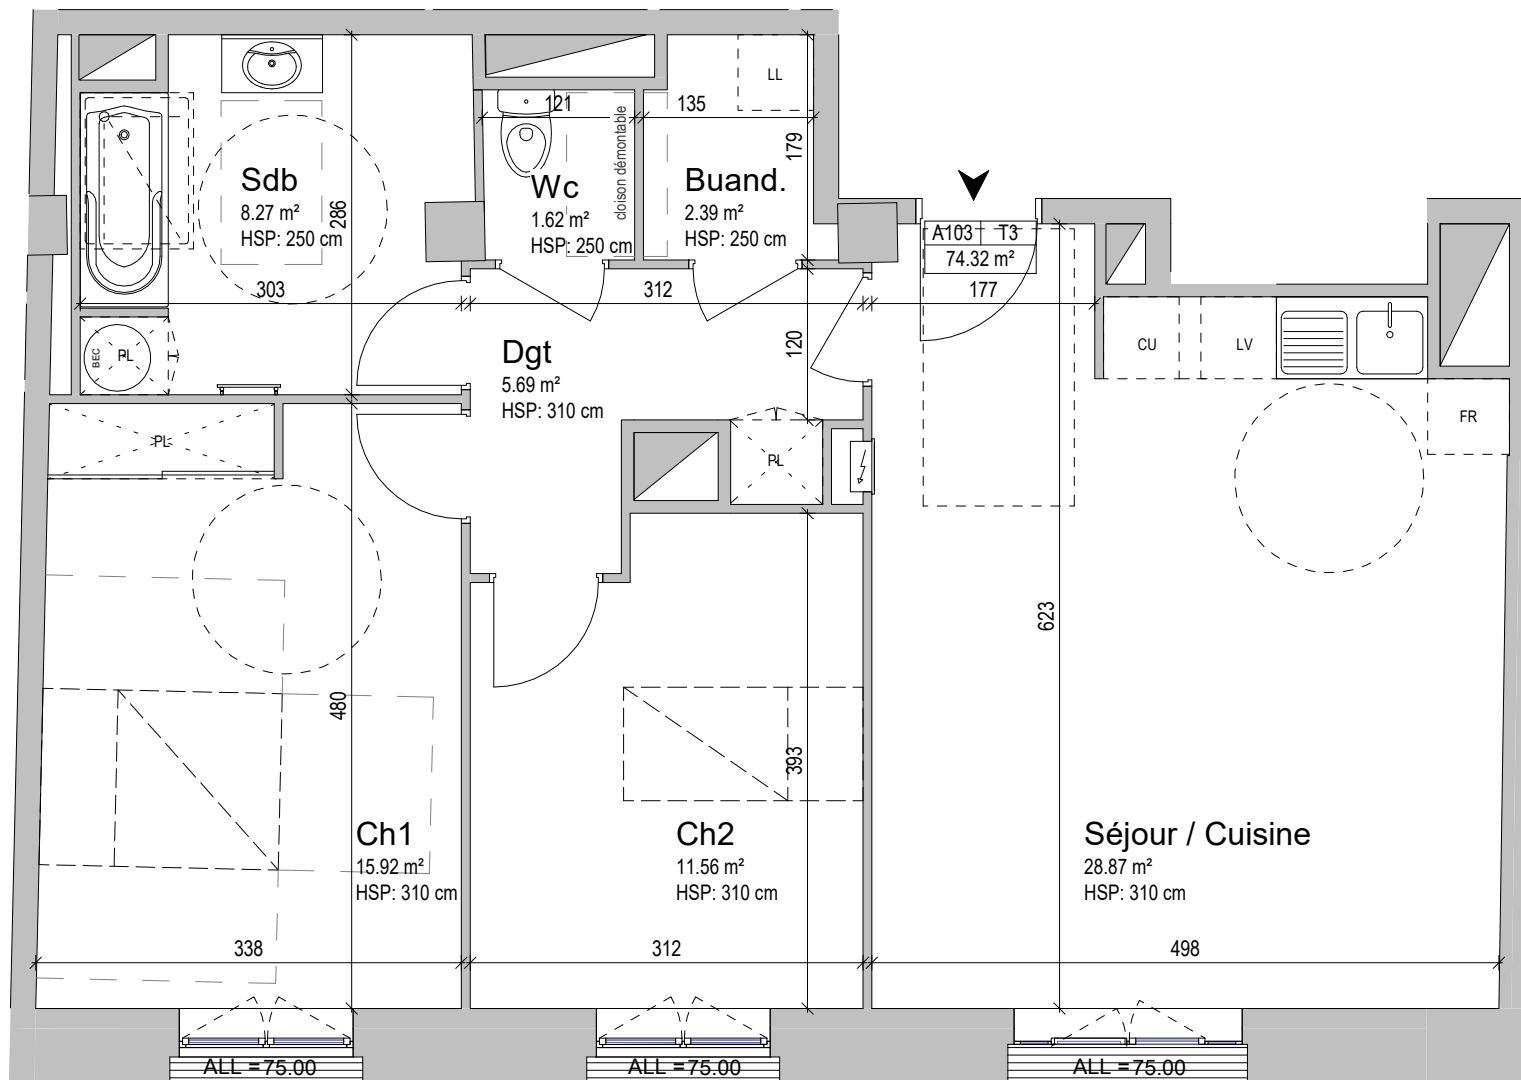 LL
121
135
cloison démontable
179
Sdb
8.27 m²
HSP: 250 cm
286
Wc
1.62 m²
HSP: 250 cm
Buand.
2.39 m²
HSP: 250 cm
A103 T3
74.32 m²
303
312
177
BEC
PL
Dgt
5.69 m²
HSP: 310 cm
120
CU
LV
FR
PL
PL
623
480
393
Ch1
15.92 m²
HSP: 310 cm
Ch2
11.56 m²
HSP: 310 cm
Séjour / Cuisine
28.87 m²
HSP: 310 cm
338
312
498
ALL =75.00
ALL =75.00
ALL =75.00